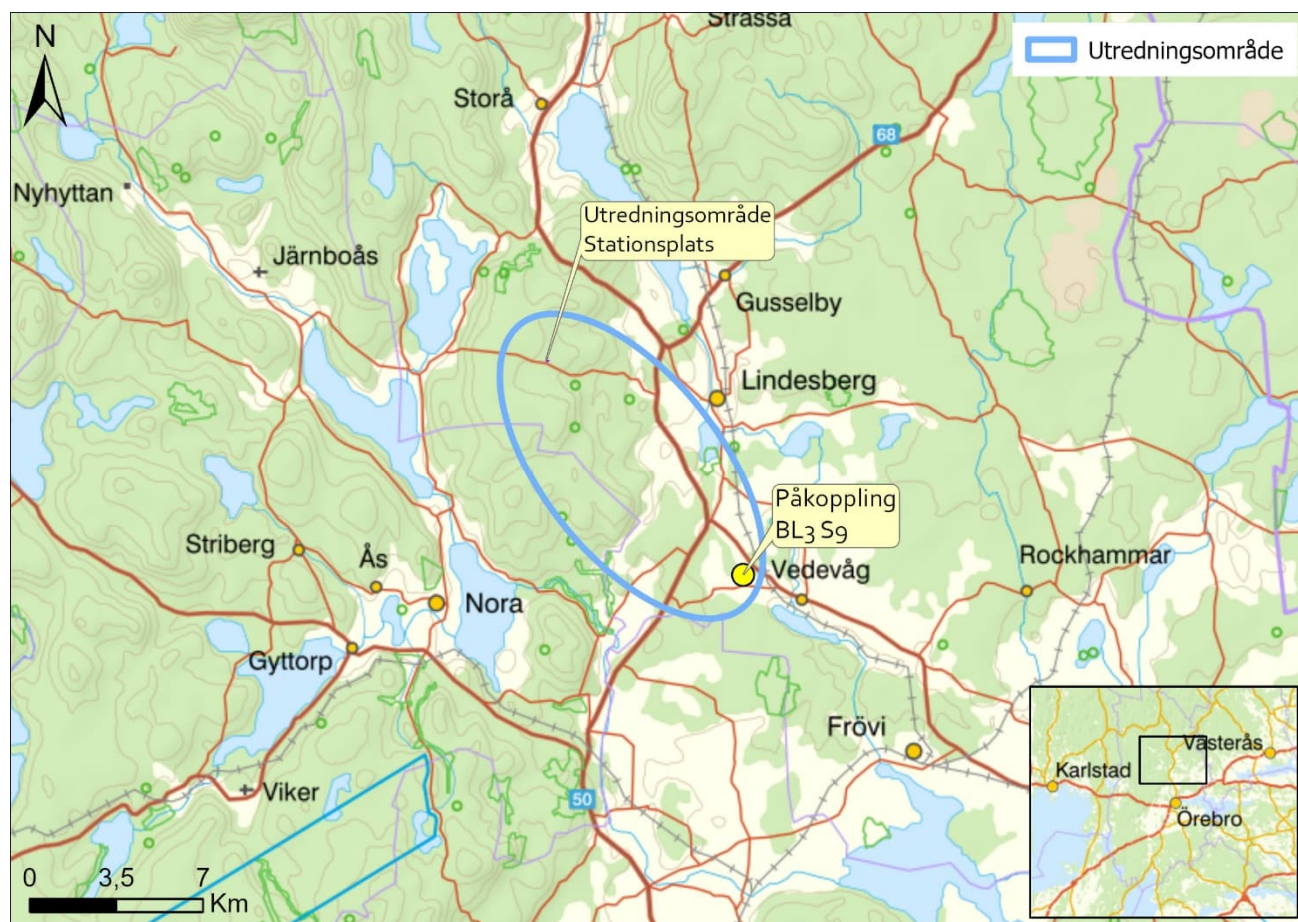 N
Strassa
Utredningsområde
Storå
68
Nyhyttan
Utredningsområde
Stationsplats
Järnboås
Gusselby
Lindesberg
Påkoppling
BL3 S9
Striberg
Ås
Vedevåg
Rockhammar
Nora
Gyttorp
Frövi
Viker
50
Västerås
Karlstad
Örebro
0 3,5 7
Km